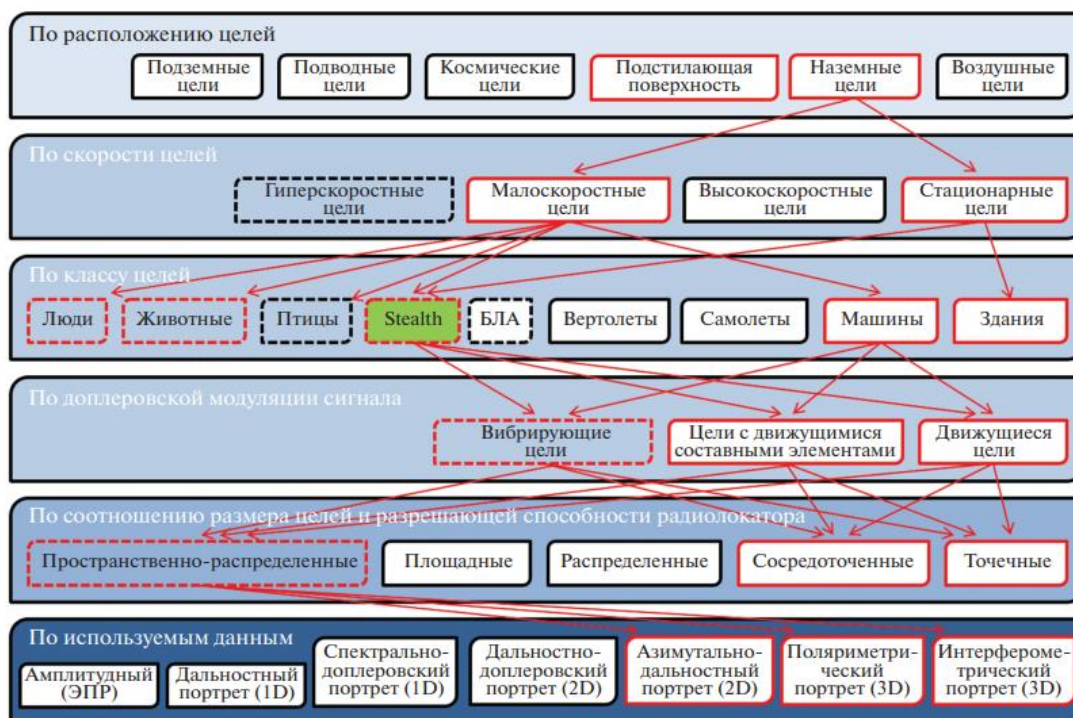 По расположению целей
Подземные
цели
Подводные
цели
Космические
цели
Подстилающая
поверхность
Наземные
цели
Воздушные
цели
По скорости целей
Гиперскоростные
цели
Малоскоростные
цели
Высокоскоростные
цели
Стационарные
цели
По классу целей
Люди
Животные
Птицы
Stealth
БЛА
Вертолеты
Самолеты
Машины
Здания
По доплеровской модуляции сигнала
Вибрирующие
цели
Цели с движущимися
составными элементами
Движущиеся
цели
По соотношению размера целей и разрешающей способности радиолокатора
Пространственно-распределенные
Площадные
Распределенные
Сосредоточенные
Точечные
По используемым данным
Амплитудный
(ЭПР)
Дальностный
портрет (1D)
Спектрально-
доплеровский
портрет (1D)
Дальностно-
доплеровский
портрет (2D)
Азимутально-
дальностный
портрет (2D)
Поляриметри-
ческий
портрет (3D)
Интерфероме-
трический
портрет (3D)